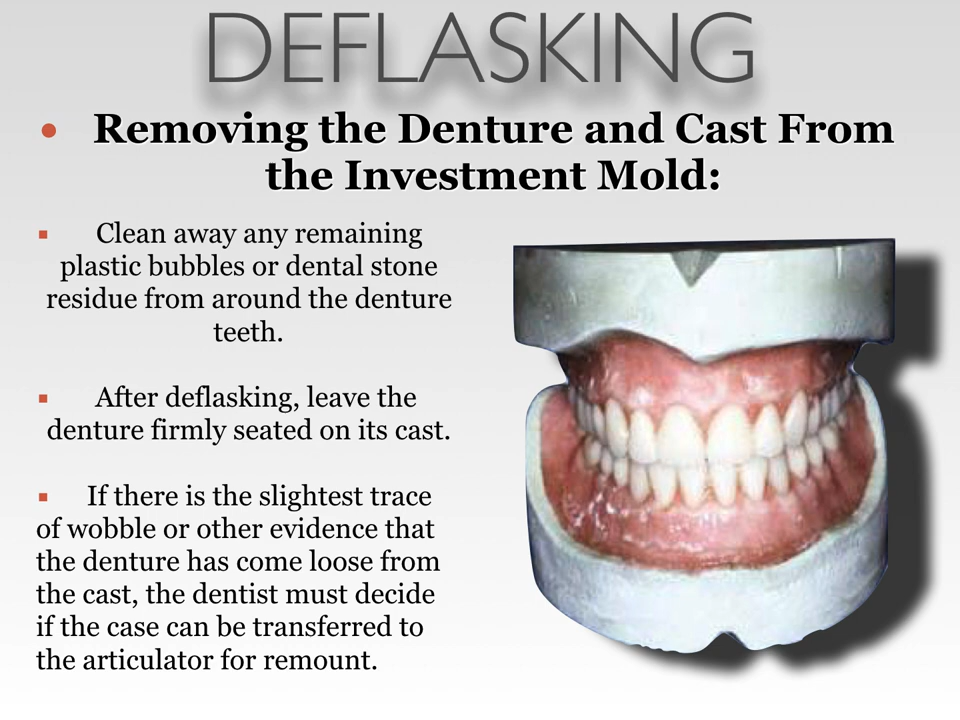 DEFLASKING
• Removing the Denture and Cast From
the Investment Mold:
▪ Clean away any remaining
plastic bubbles or dental stone
residue from around the denture
teeth.
▪ After deflasking, leave the
denture firmly seated on its cast.
▪ If there is the slightest trace
of wobble or other evidence that
the denture has come loose from
the cast, the dentist must decide
if the case can be transferred to
the articulator for remount.